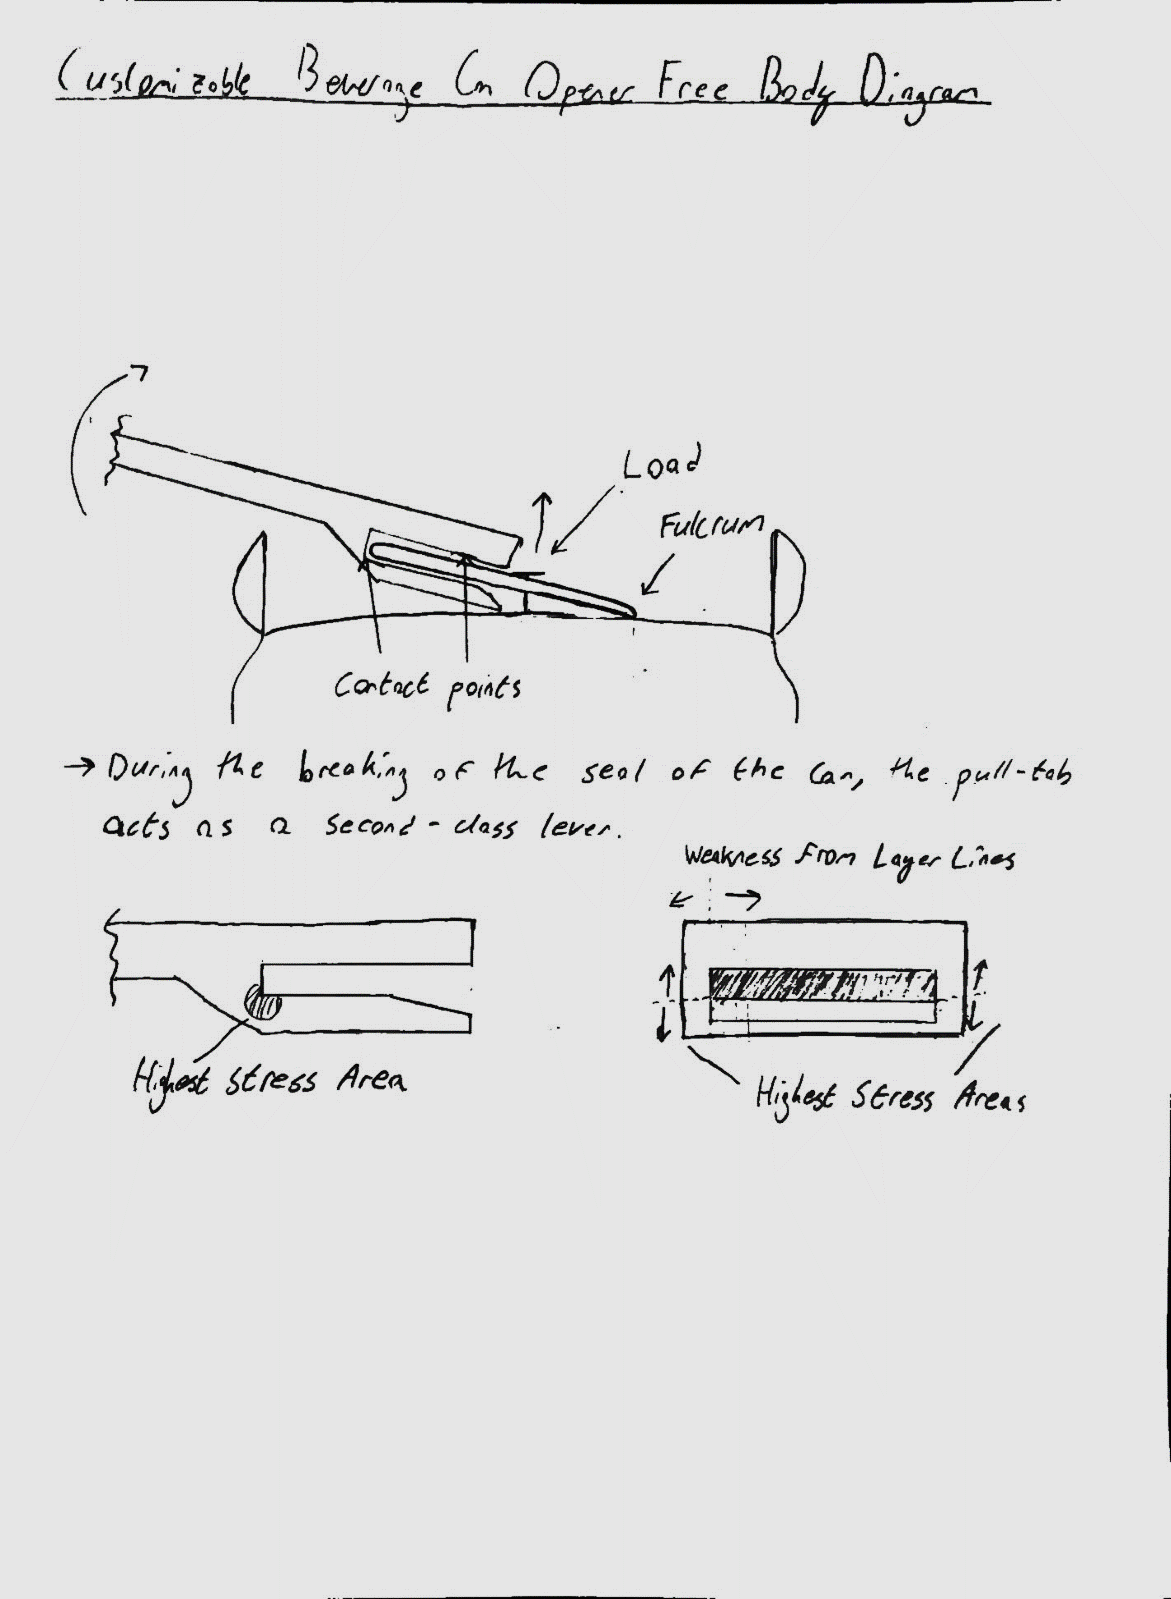 Customizable Beverage Can Opener Free Body Diagram
Load
Fulcrum
Contact points
→ During the breaking of the seal of the can, the pull-tab
acts as a second-class lever.
Weakness From Layer Lines
Highest Stress Area
Highest Stress Areas